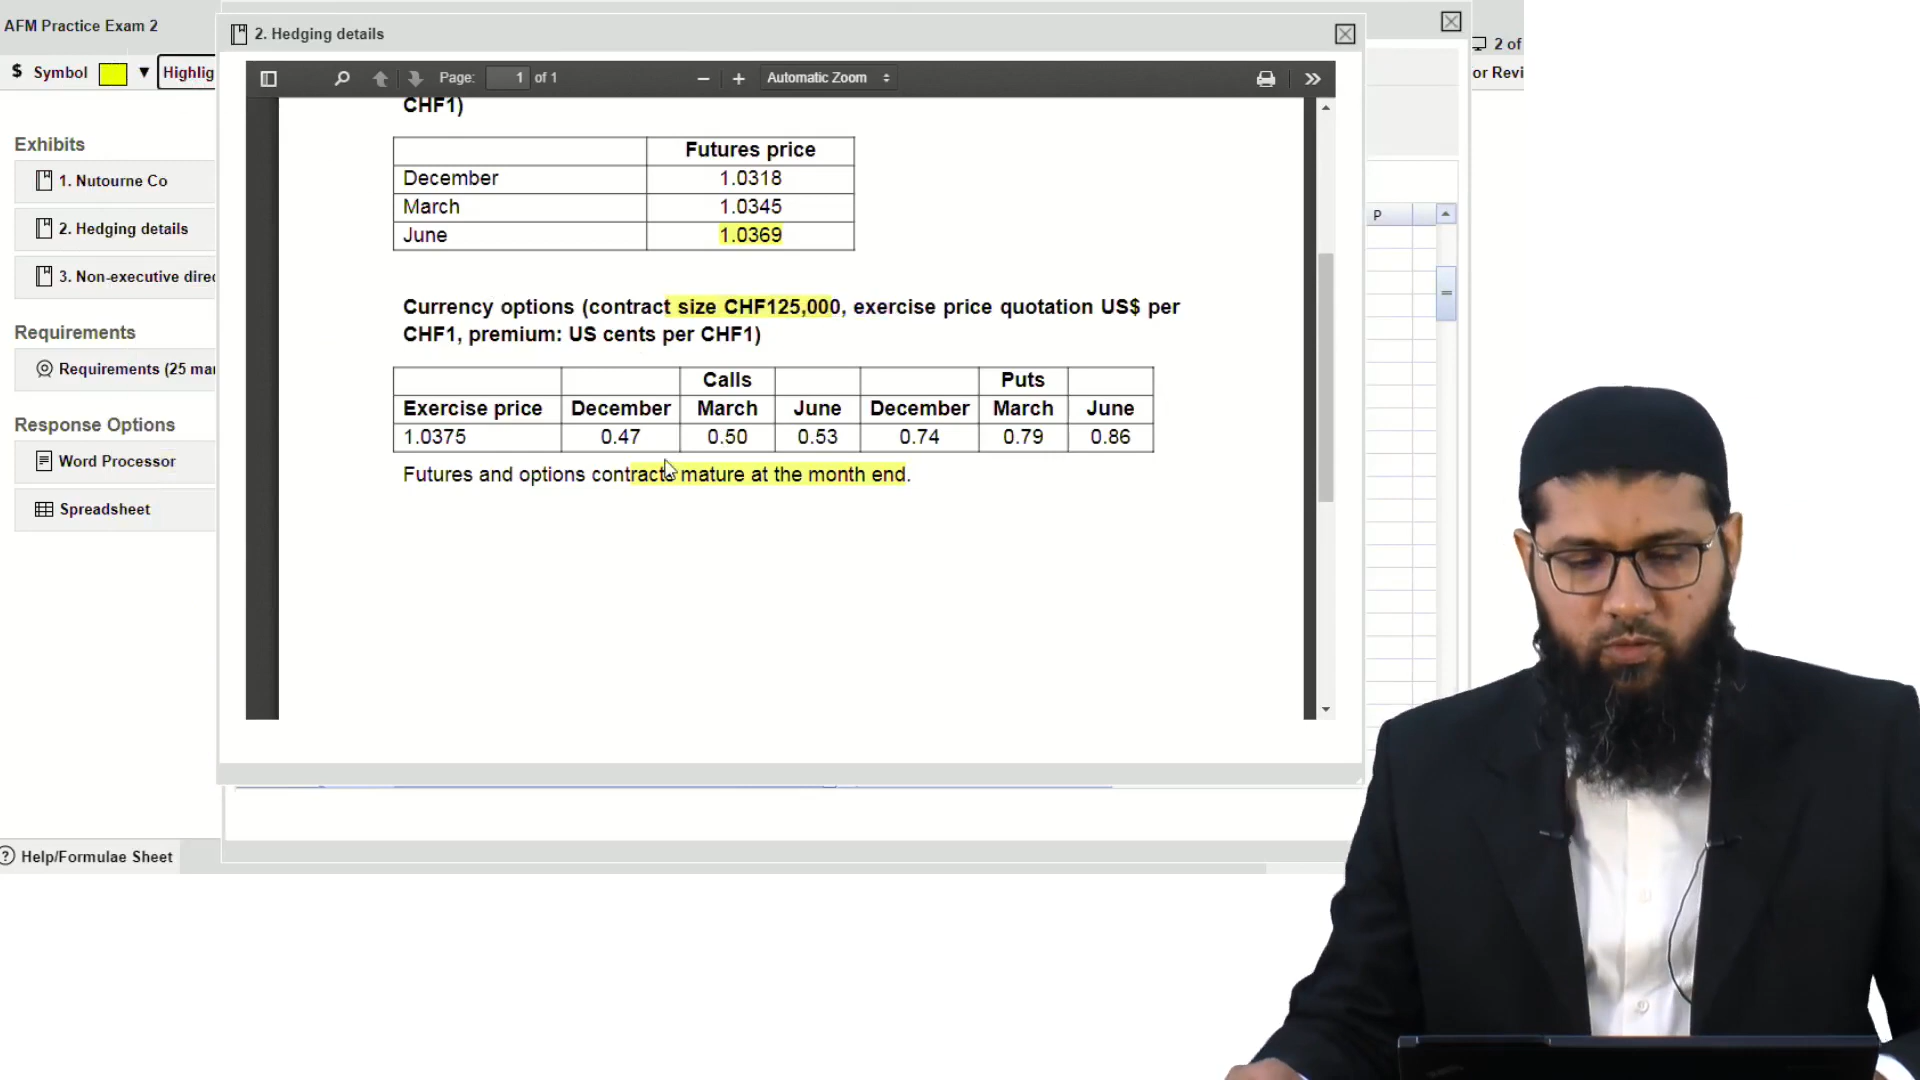 AFM Practice Exam 2
$ Symbol
Highlig
2. Hedging details
2 of
or Revi
Page: 1 of 1
Automatic Zoom
Exhibits
1. Nutourne Co
2. Hedging details
3. Non-executive direc
Requirements
Requirements (25 mar
Response Options
Word Processor
Spreadsheet
Help/Formulae Sheet
P
CHF1)
Futures price
December 1.0318
March 1.0345
June 1.0369
Currency options (contract size CHF125,000, exercise price quotation US$ per
CHF1, premium: US cents per CHF1)
Calls Puts
Exercise price December March June December March June
1.0375 0.47 0.50 0.53 0.74 0.79 0.86
Futures and options contracts mature at the month end.